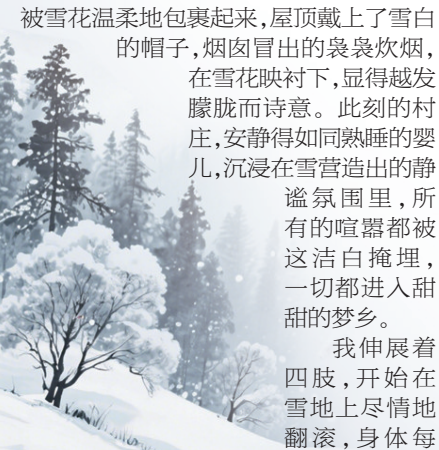 被雪花温柔地包裹起来，屋顶戴上了雪白
的帽子，烟囱冒出的袅袅炊烟，
在雪花映衬下，显得越发
朦胧而诗意。此刻的村
庄，安静得如同熟睡的婴
儿，沉浸在雪营造出的静
谧氛围里，所
有的喧嚣都被
这洁白掩埋，
一切都进入甜
甜的梦乡。
我伸展着
四肢，开始在
雪地上尽情地
翻滚，身体每